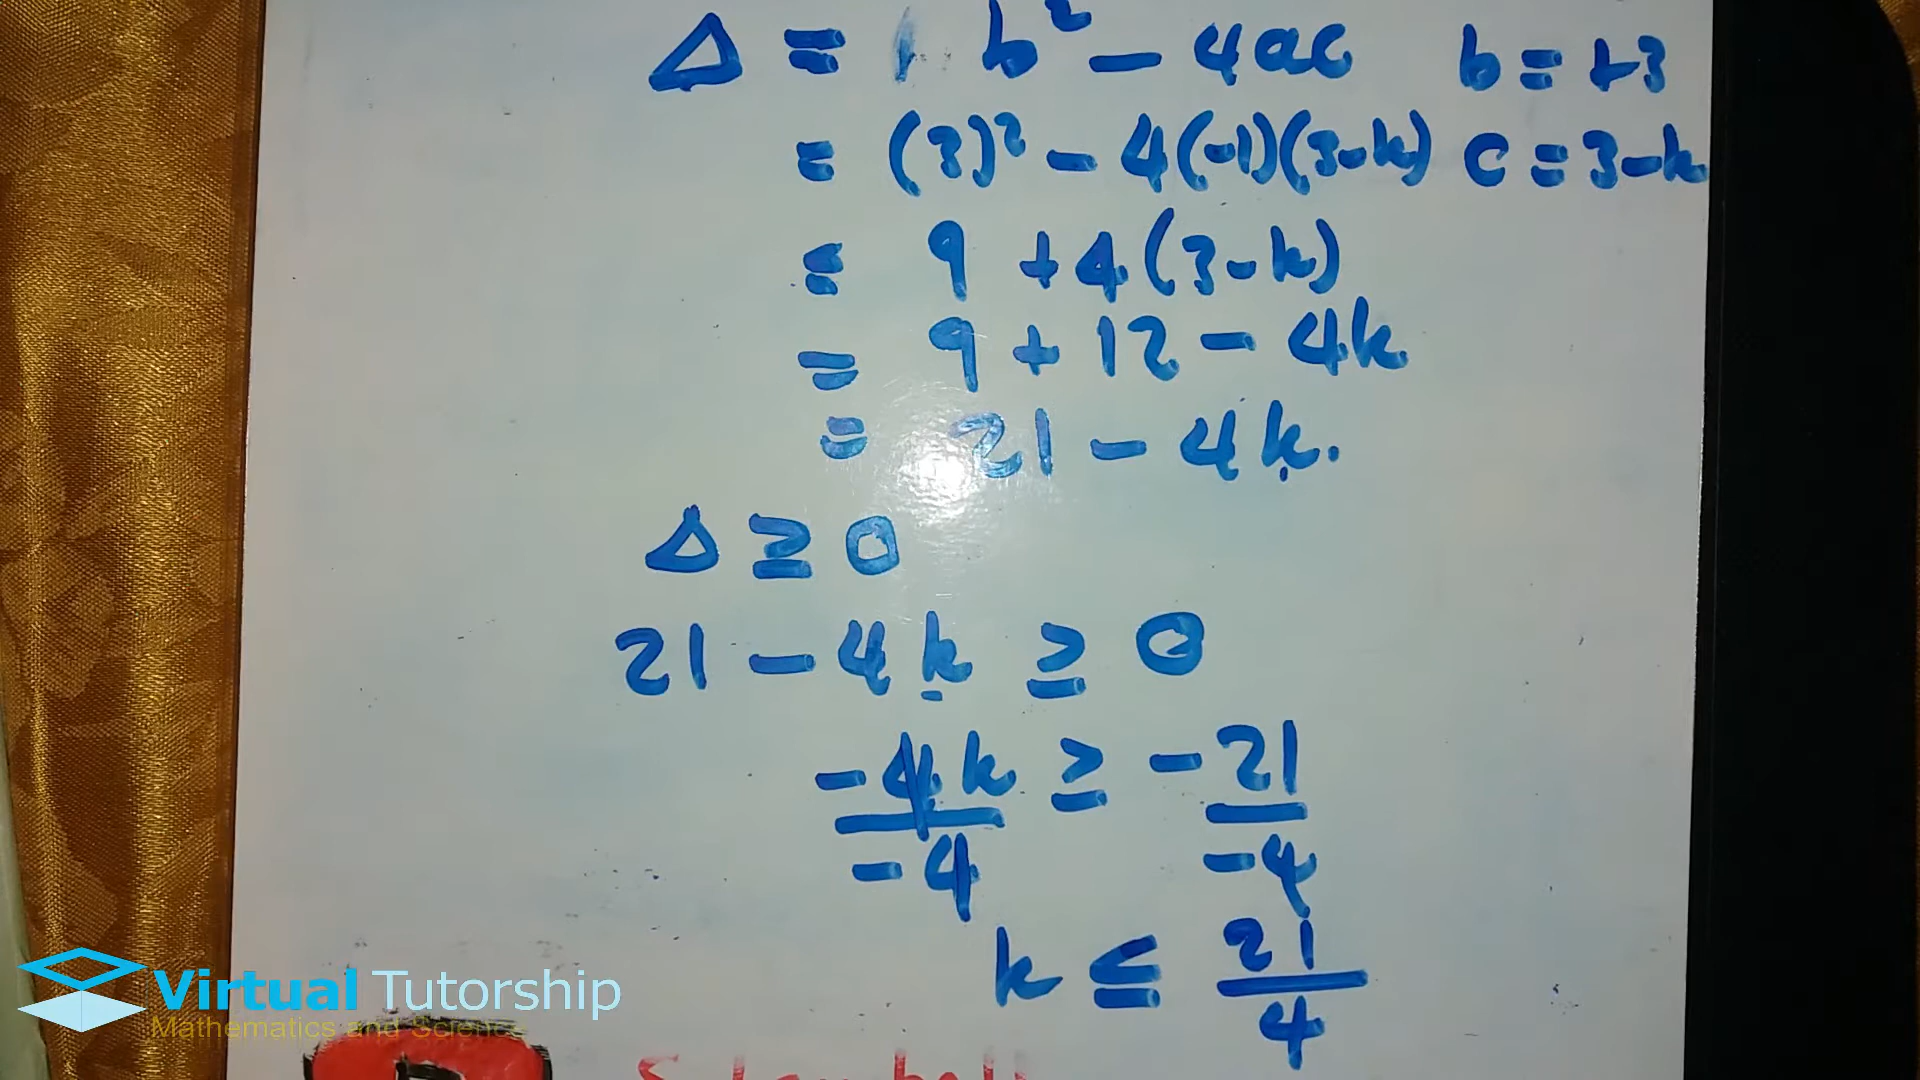 Δ = b² - 4ac b = +3
= (3)² - 4(-1)(3-k) c = 3-k
= 9 + 4(3-k)
= 9 + 12 - 4k
= 21 - 4k.
Δ ≥ 0
21 - 4k ≥ 0
-4k ≥ -21
-4 -4
k ≤ 21
4
Virtual Tutorship
Mathematics and Science